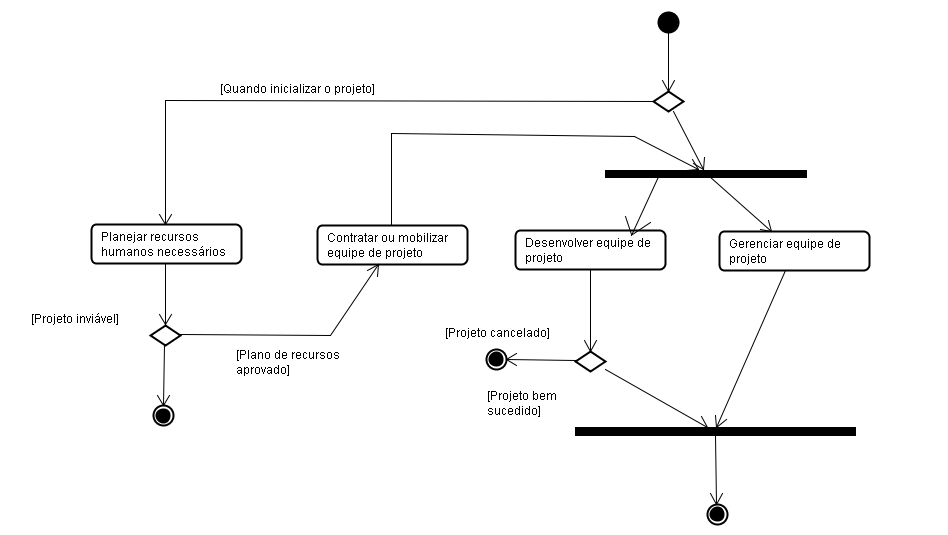 [Quando inicializar o projeto]
Planejar recursos
humanos necessários
Contratar ou mobilizar
equipe de projeto
Desenvolver equipe de
projeto
Gerenciar equipe de
projeto
[Projeto inviável]
[Plano de recursos
aprovado]
[Projeto cancelado]
[Projeto bem
sucedido]